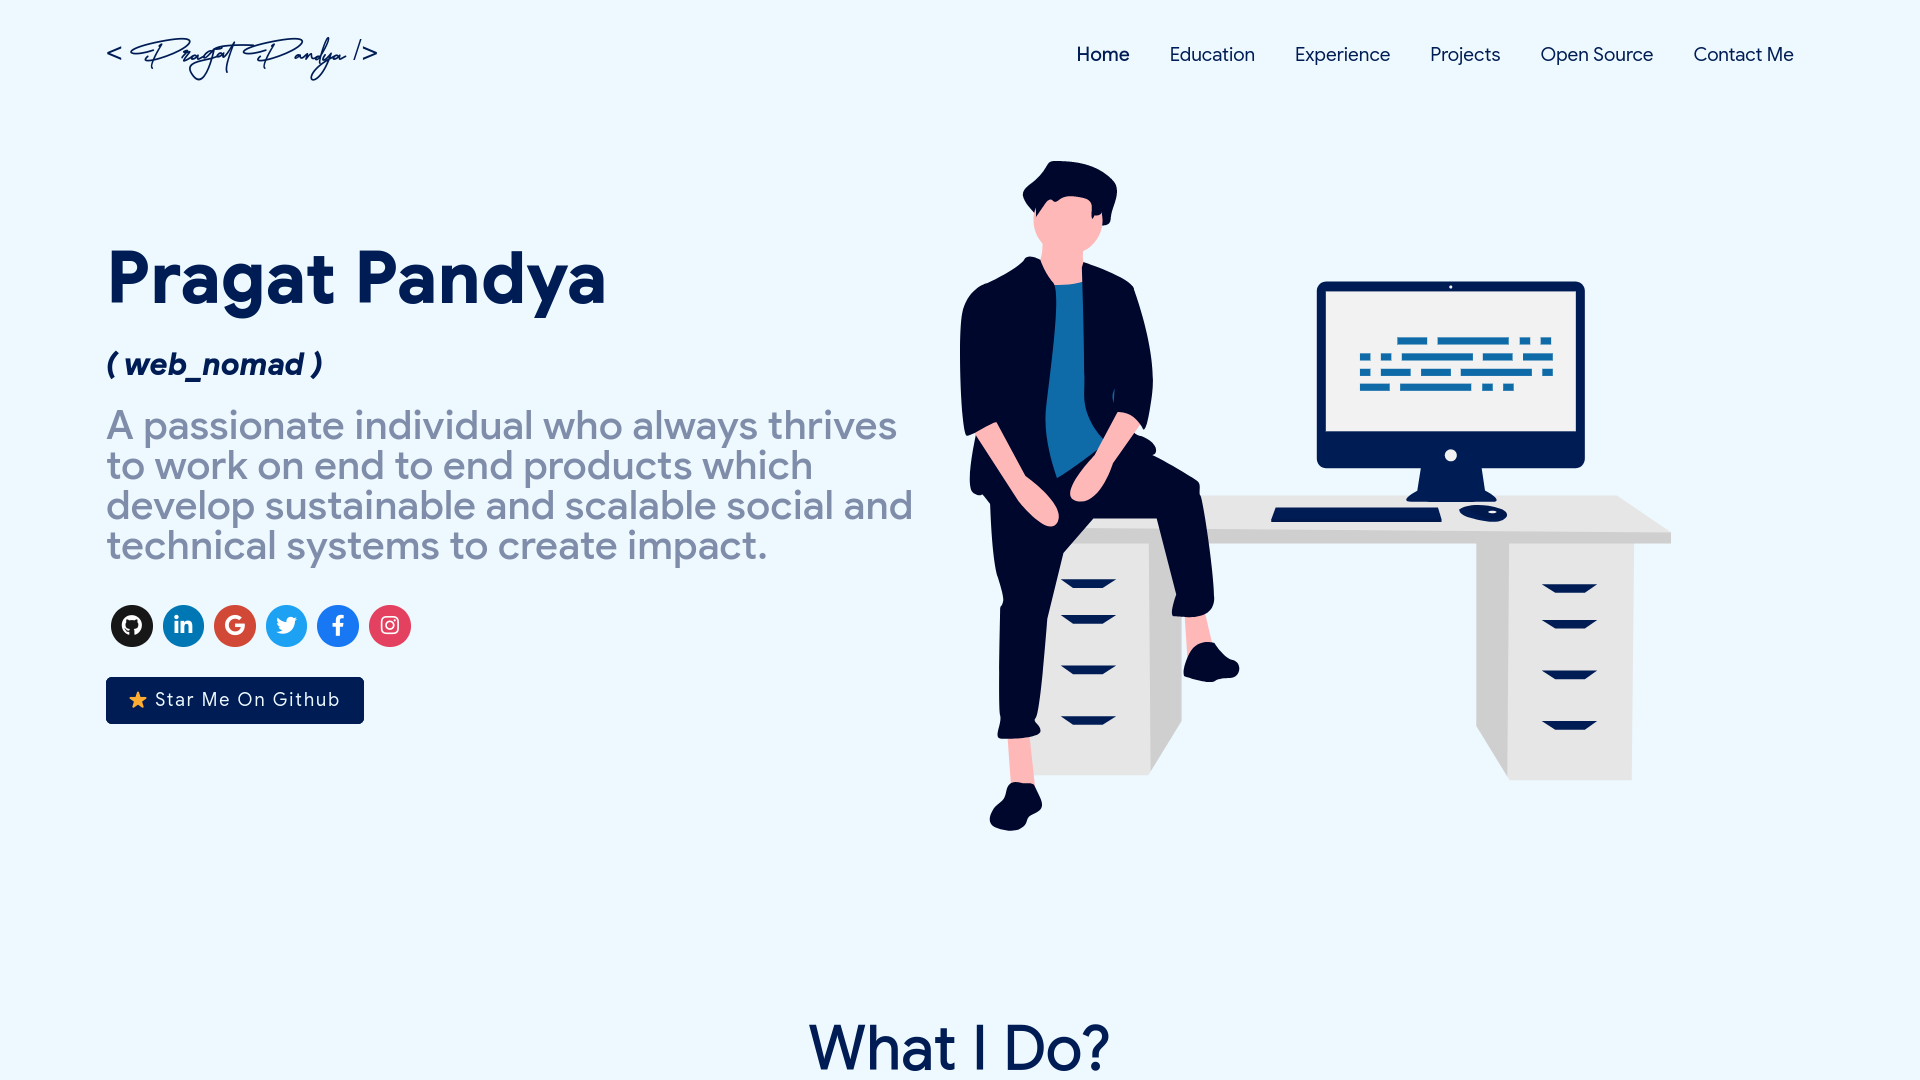 < Pragat Pandya />
Home Education Experience Projects Open Source Contact Me
Pragat Pandya
( web_nomad )
A passionate individual who always thrives
to work on end to end products which
develop sustainable and scalable social and
technical systems to create impact.
⭐ Star Me On Github
What I Do?